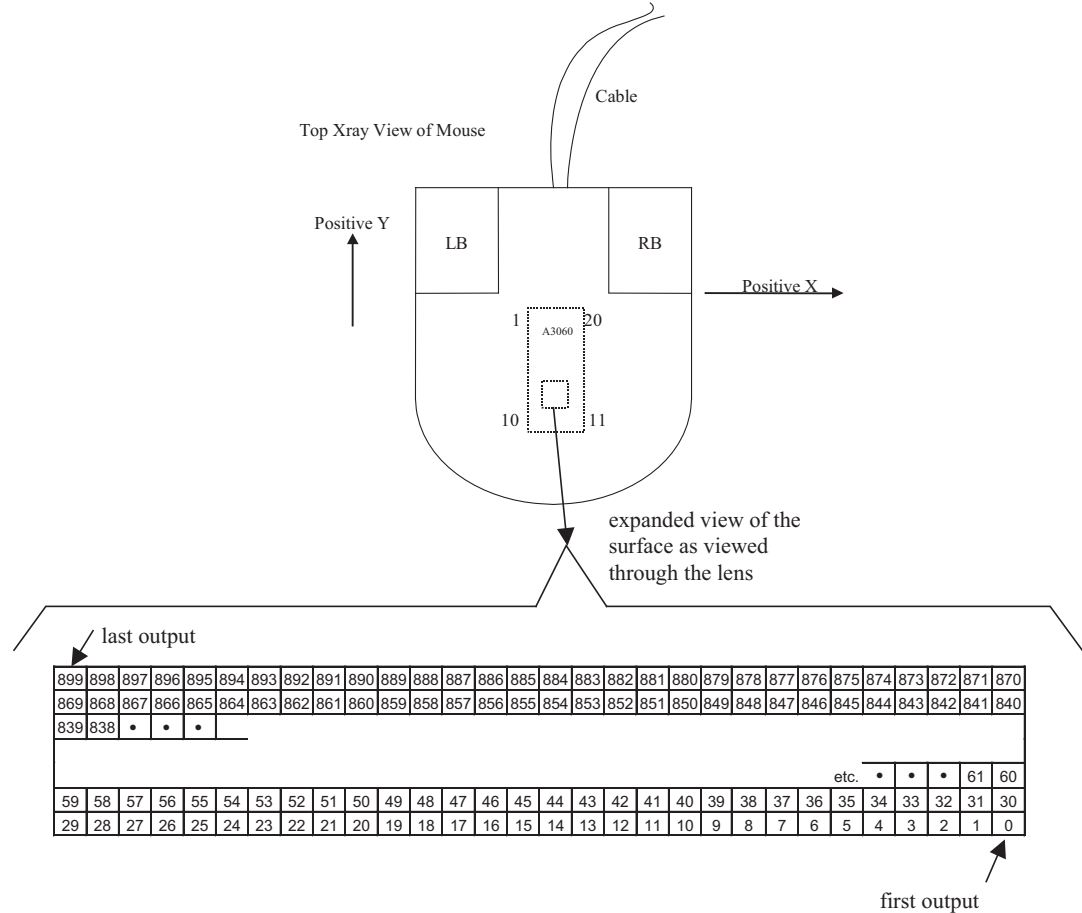 Cable
Top Xray View of Mouse
Positive Y
LB
RB
Positive X
1
20
A3060
10
11
expanded view of the
surface as viewed
through the lens
last output
899 898 897 896 895 894 893 892 891 890 889 888 887 886 885 884 883 882 881 880 879 878 877 876 875 874 873 872 871 870
869 868 867 866 865 864 863 862 861 860 859 858 857 856 855 854 853 852 851 850 849 848 847 846 845 844 843 842 841 840
839 838 • • •
etc. • • • 61 60
59 58 57 56 55 54 53 52 51 50 49 48 47 46 45 44 43 42 41 40 39 38 37 36 35 34 33 32 31 30
29 28 27 26 25 24 23 22 21 20 19 18 17 16 15 14 13 12 11 10 9 8 7 6 5 4 3 2 1 0
first output